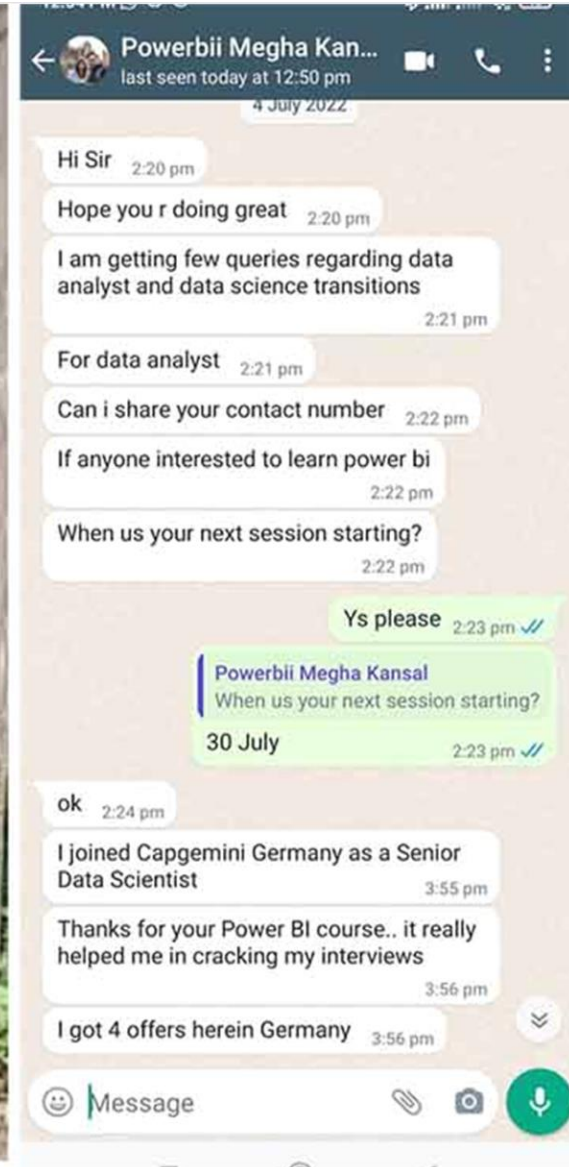 Powerbii Megha Kan...
last seen today at 12:50 pm
4 July 2022
Hi Sir 2:20 pm
Hope you r doing great 2:20 pm
I am getting few queries regarding data
analyst and data science transitions
2:21 pm
For data analyst 2:21 pm
Can i share your contact number 2:22 pm
If anyone interested to learn power bi
2:22 pm
When us your next session starting?
2:22 pm
Ys please 2:23 pm
Powerbii Megha Kansal
When us your next session starting?
30 July 2:23 pm
ok 2:24 pm
I joined Capgemini Germany as a Senior
Data Scientist 3:55 pm
Thanks for your Power BI course.. it really
helped me in cracking my interviews
3:56 pm
I got 4 offers herein Germany 3:56 pm
Message